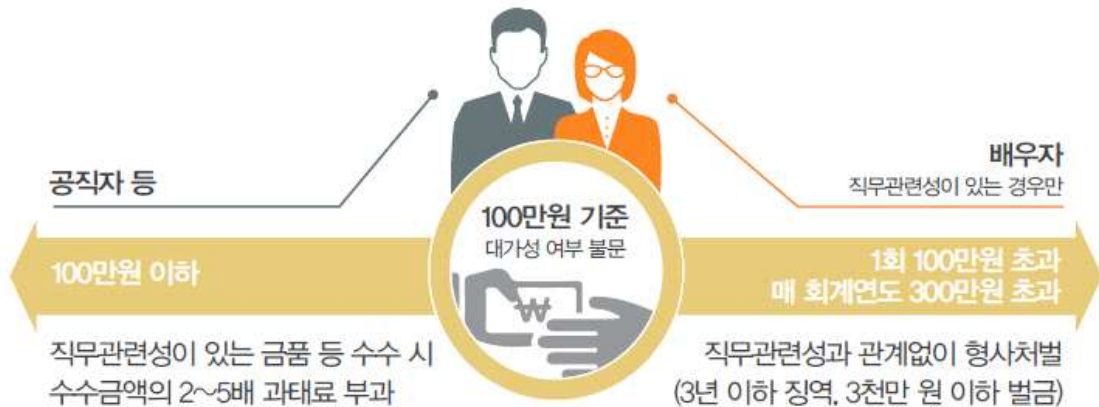 공직자 등
배우자
직무관련성이 있는 경우만
100만원 기준
대가성 여부 불문
₩
100만원 이하
1회 100만원 초과
매 회계연도 300만원 초과
직무관련성이 있는 금품 등 수수 시
수수금액의 2~5배 과태료 부과
직무관련성과 관계없이 형사처벌
(3년 이하 징역, 3천만 원 이하 벌금)